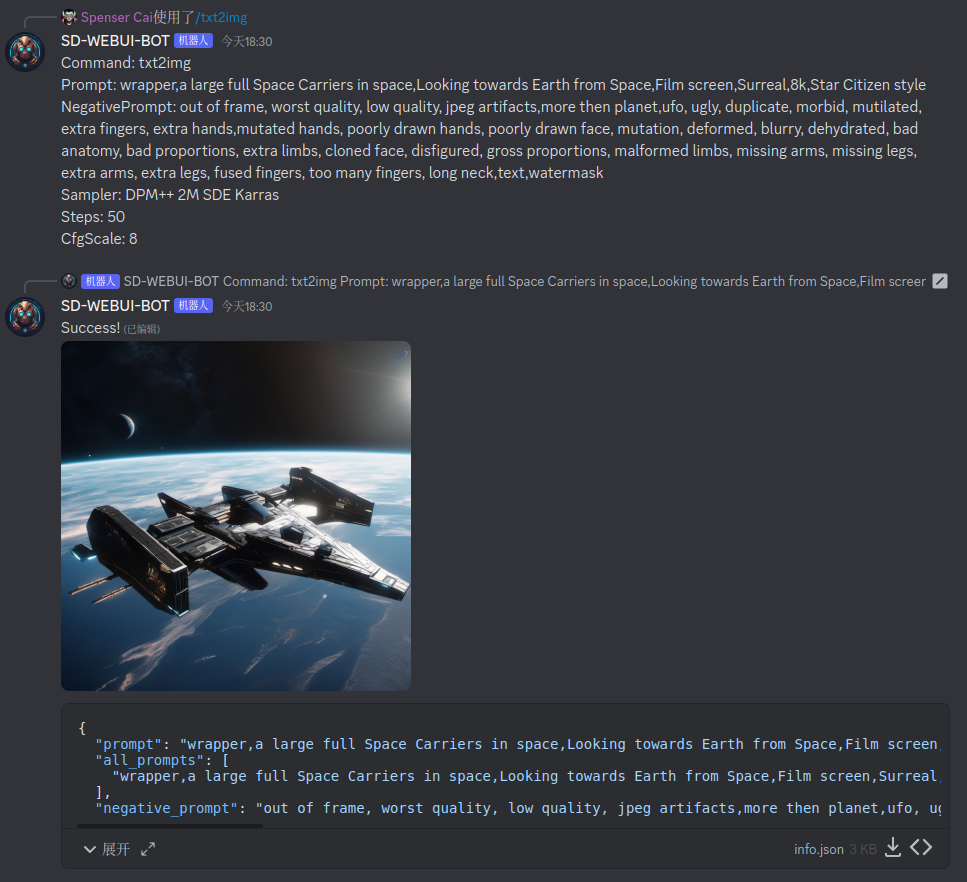 Spenser Cai使用了/txt2img
SD-WEBUI-BOT 机器人 今天18:30
Command: txt2img
Prompt: wrapper,a large full Space Carriers in space,Looking towards Earth from Space,Film screen,Surreal,8k,Star Citizen style
NegativePrompt: out of frame, worst quality, low quality, jpeg artifacts,more then planet,ufo, ugly, duplicate, morbid, mutilated,
extra fingers, extra hands,mutated hands, poorly drawn hands, poorly drawn face, mutation, deformed, blurry, dehydrated, bad
anatomy, bad proportions, extra limbs, cloned face, disfigured, gross proportions, malformed limbs, missing arms, missing legs,
extra arms, extra legs, fused fingers, too many fingers, long neck,text,watermask
Sampler: DPM++ 2M SDE Karras
Steps: 50
CfgScale: 8
机器人 SD-WEBUI-BOT Command: txt2img Prompt: wrapper,a large full Space Carriers in space,Looking towards Earth from Space,Film screer
SD-WEBUI-BOT 机器人 今天18:30
Success! (已编辑)
{
"prompt": "wrapper,a large full Space Carriers in space,Looking towards Earth from Space,Film screen,
"all_prompts": [
"wrapper,a large full Space Carriers in space,Looking towards Earth from Space,Film screen,Surreal,
],
"negative_prompt": "out of frame, worst quality, low quality, jpeg artifacts,more then planet,ufo, ug
展开 info.json 3 KB